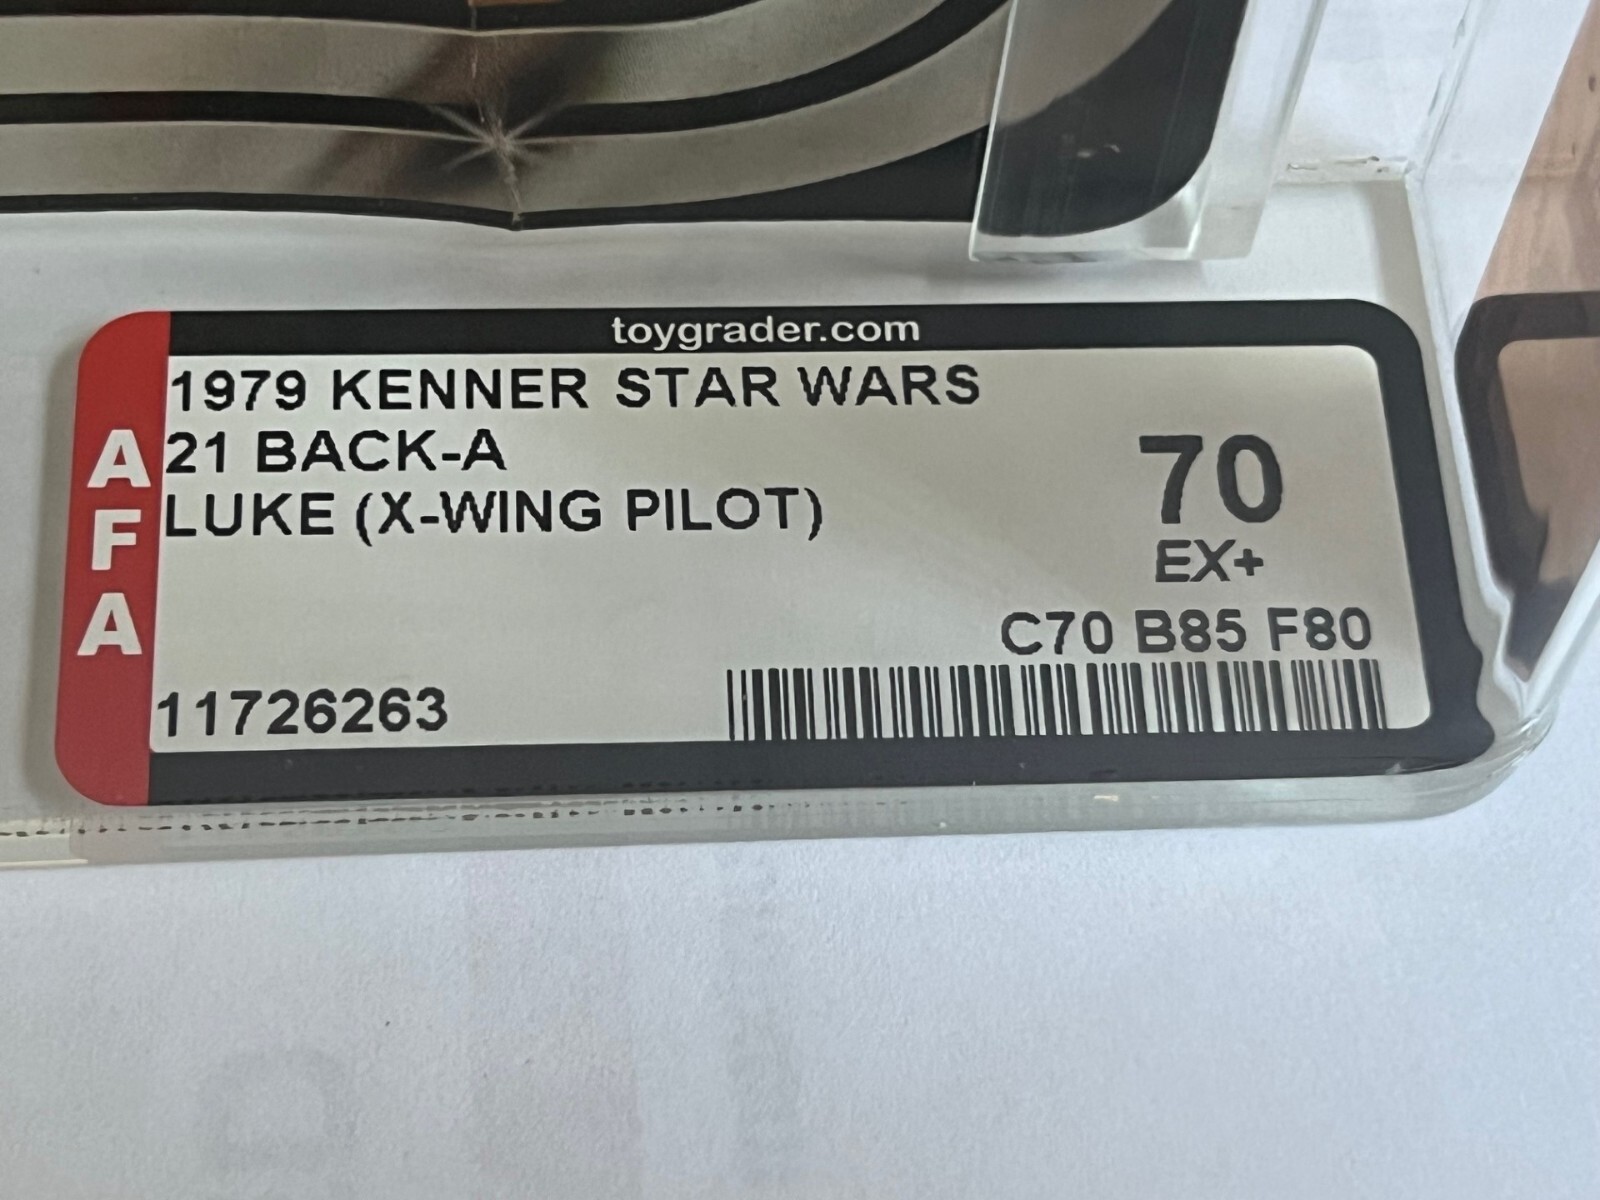 toygrader.com
1979 KENNER STAR WARS
21 BACK-A
LUKE (X-WING PILOT)
70
EX+
C70 B85 F80
11726263
AFA